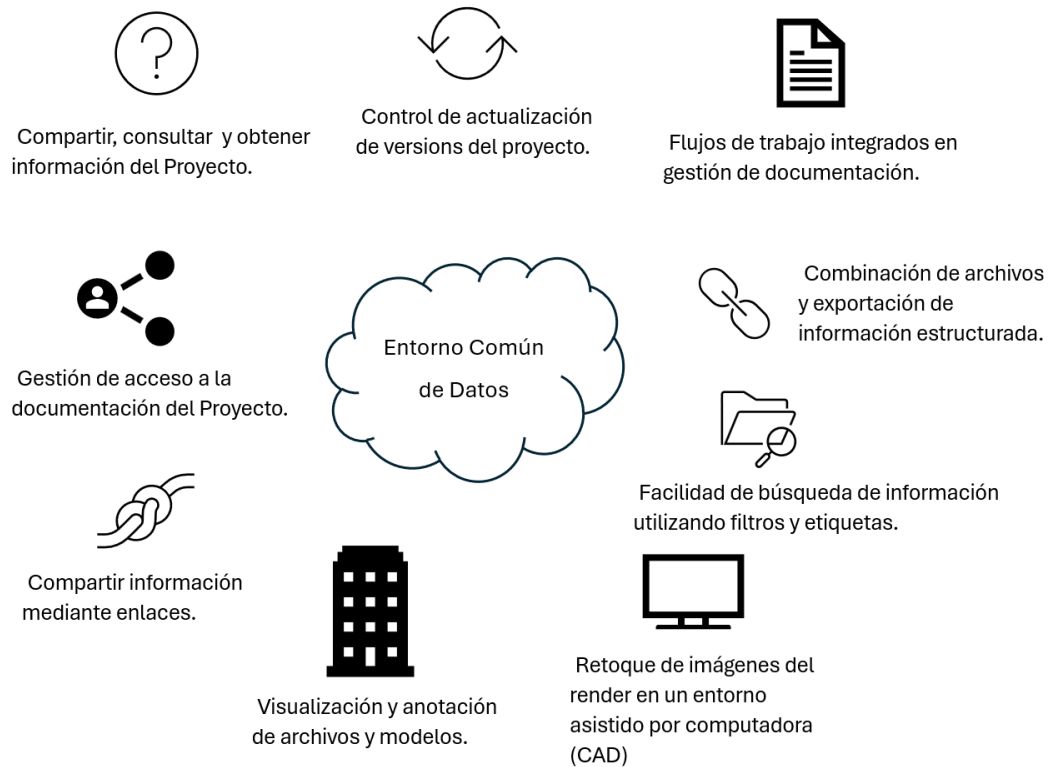 Compartir, consultar y obtener
información del Proyecto.
Control de actualización
de versions del proyecto.
Flujos de trabajo integrados en
gestión de documentación.
Gestión de acceso a la
documentación del Proyecto.
Entorno Común
de Datos
Combinación de archivos
y exportación de
información estructurada.
Facilidad de búsqueda de información
utilizando filtros y etiquetas.
Compartir información
mediante enlaces.
Visualización y anotación
de archivos y modelos.
Retoque de imágenes del
render en un entorno
asistido por computadora
(CAD)